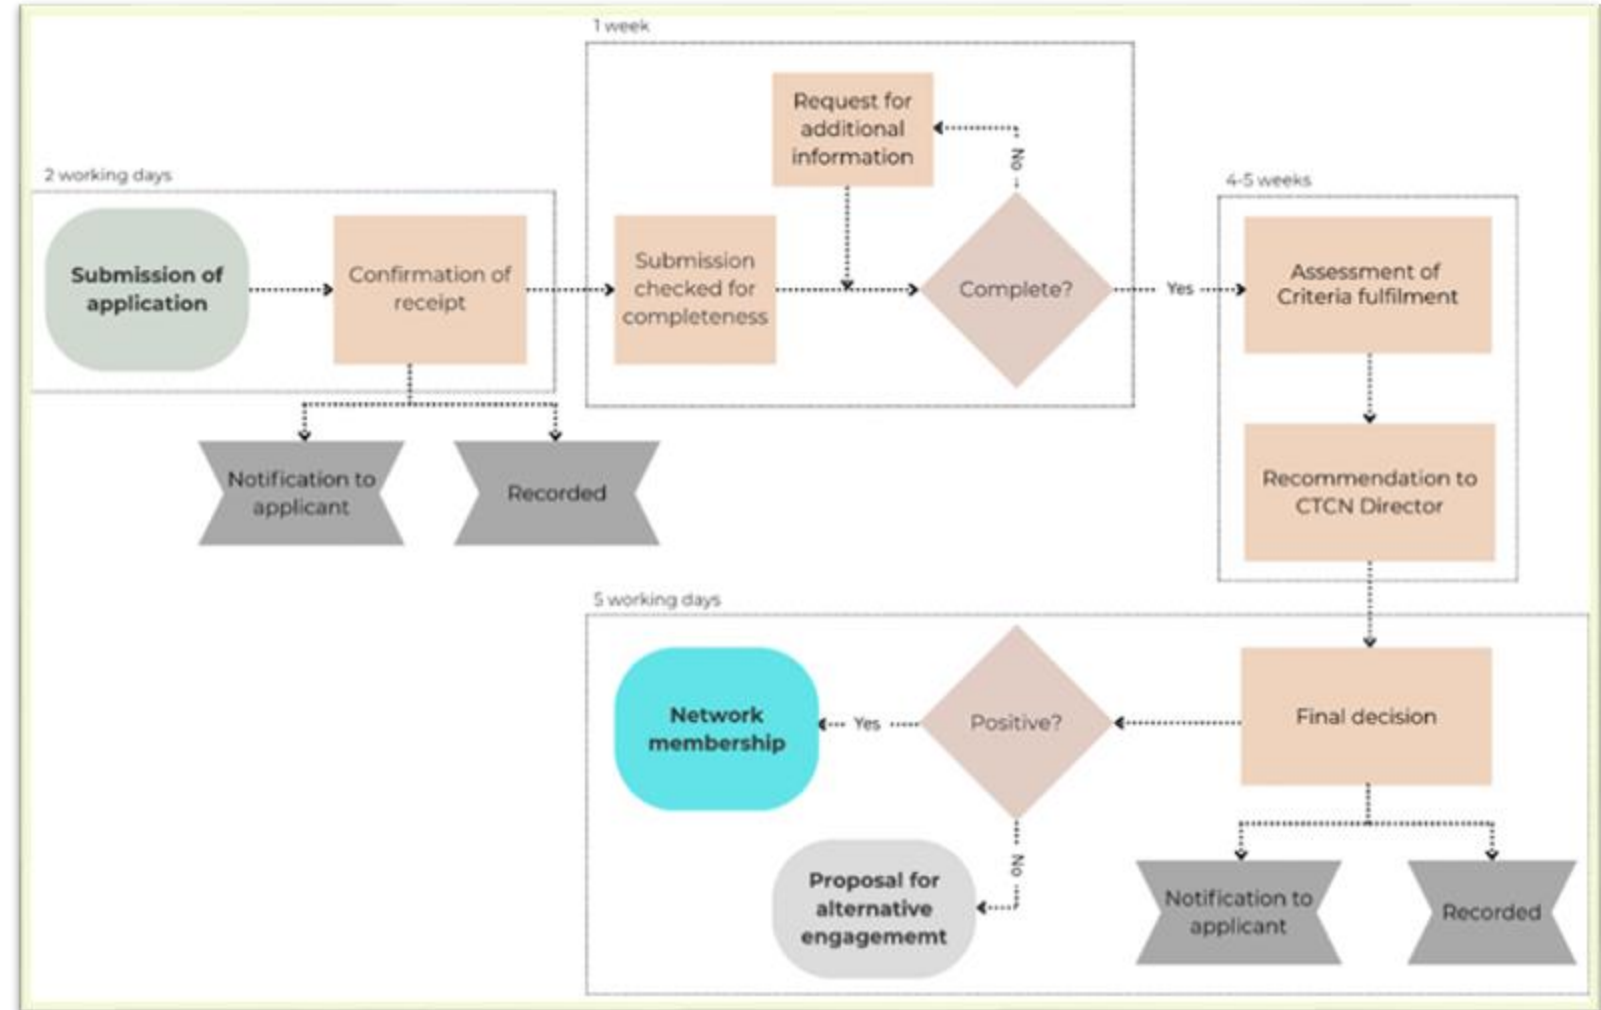 1 week
Request for
additional
information
No
2 working days
4-5 weeks
Submission of
application
Confirmation of
receipt
Submission
checked for
completeness
Complete?
Yes
Assessment of
Criteria fulfilment
Notification to
applicant
Recorded
Recommendation to
CTCN Director
5 working days
Network
membership
Yes
Positive?
Final decision
No
Proposal for
alternative
engagememt
Notification to
applicant
Recorded